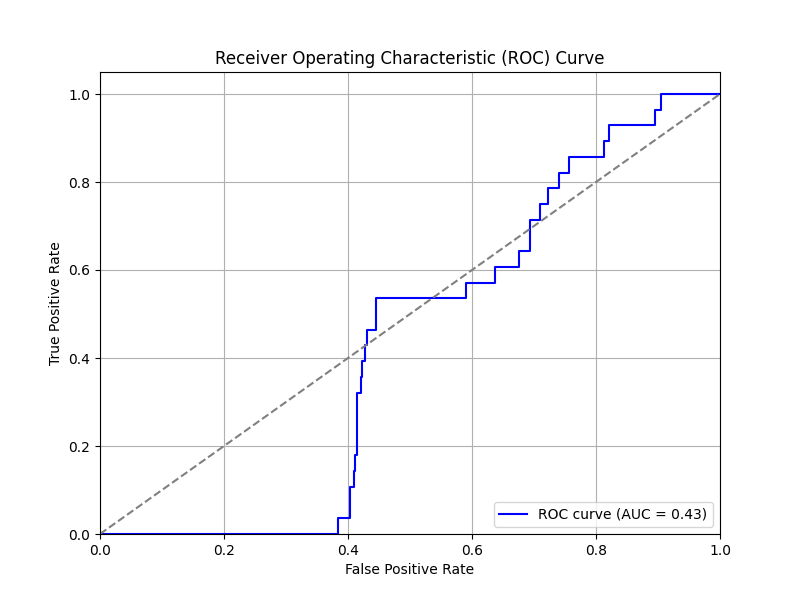 Receiver Operating Characteristic (ROC) Curve
True Positive Rate
1.0
0.8
0.6
0.4
0.2
0.0
0.0 0.2 0.4 0.6 0.8 1.0
False Positive Rate
ROC curve (AUC = 0.43)